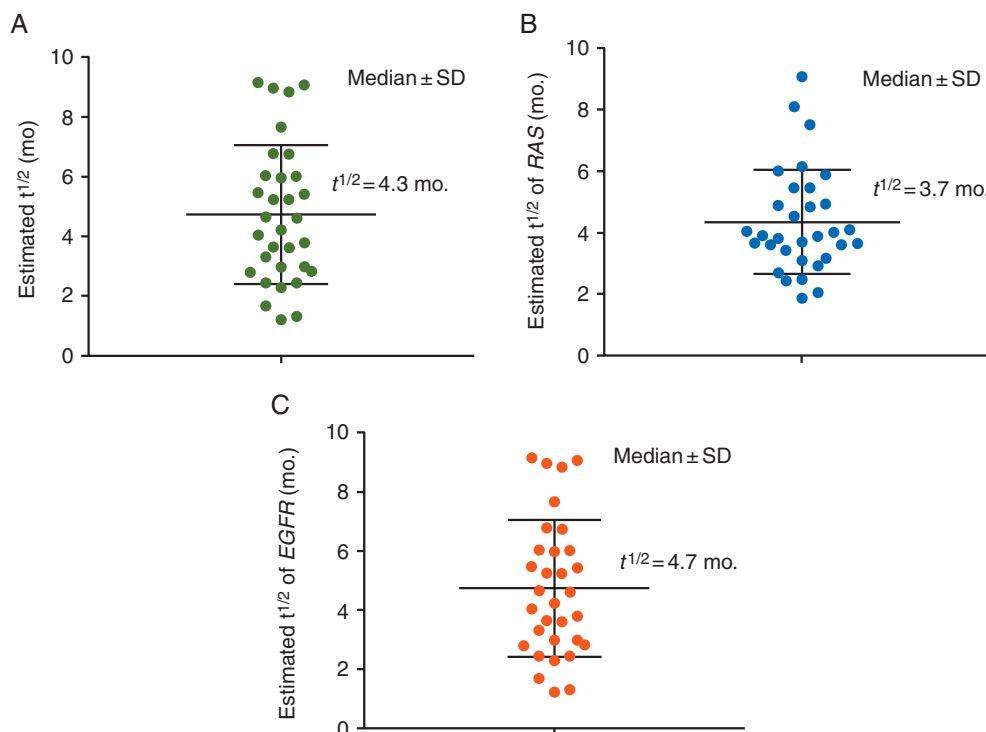 A
Estimated t1/2 (mo)
10
8
6
4
2
0
Median ± SD
t1/2 = 4.3 mo.
B
Estimated t1/2 of RAS (mo.)
10
8
6
4
2
0
Median ± SD
t1/2 = 3.7 mo.
C
Estimated t1/2 of EGFR (mo.)
10
8
6
4
2
0
Median ± SD
t1/2 = 4.7 mo.